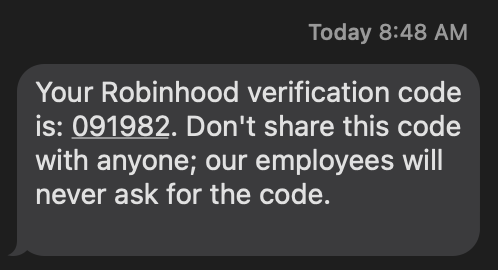 Today 8:48 AM
Your Robinhood verification code
is: 091982. Don't share this code
with anyone; our employees will
never ask for the code.